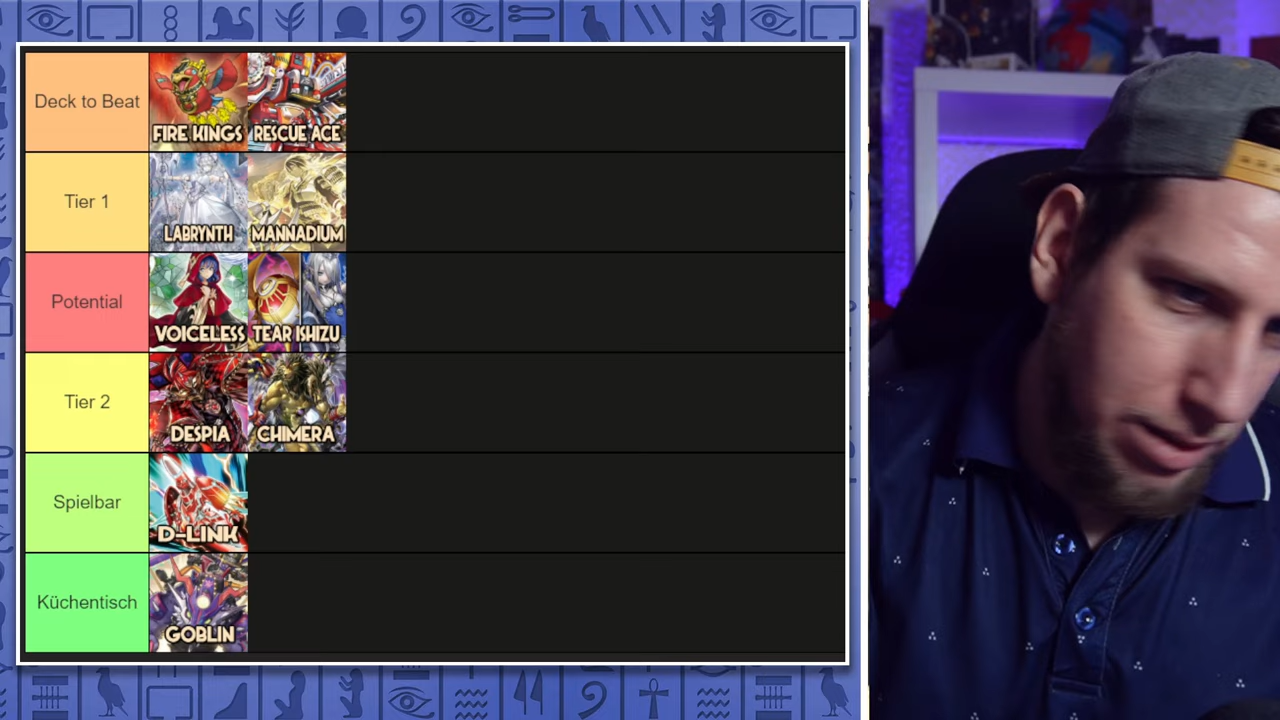 Deck to Beat
FIRE KINGS
RESCUE ACE
Tier 1
LABRYNTH
MANNADIUM
Potential
VOICELESS
TEAR ISHIZU
Tier 2
DESPIA
CHIMERA
Spielbar
D-LINK
Küchentisch
GOBLIN